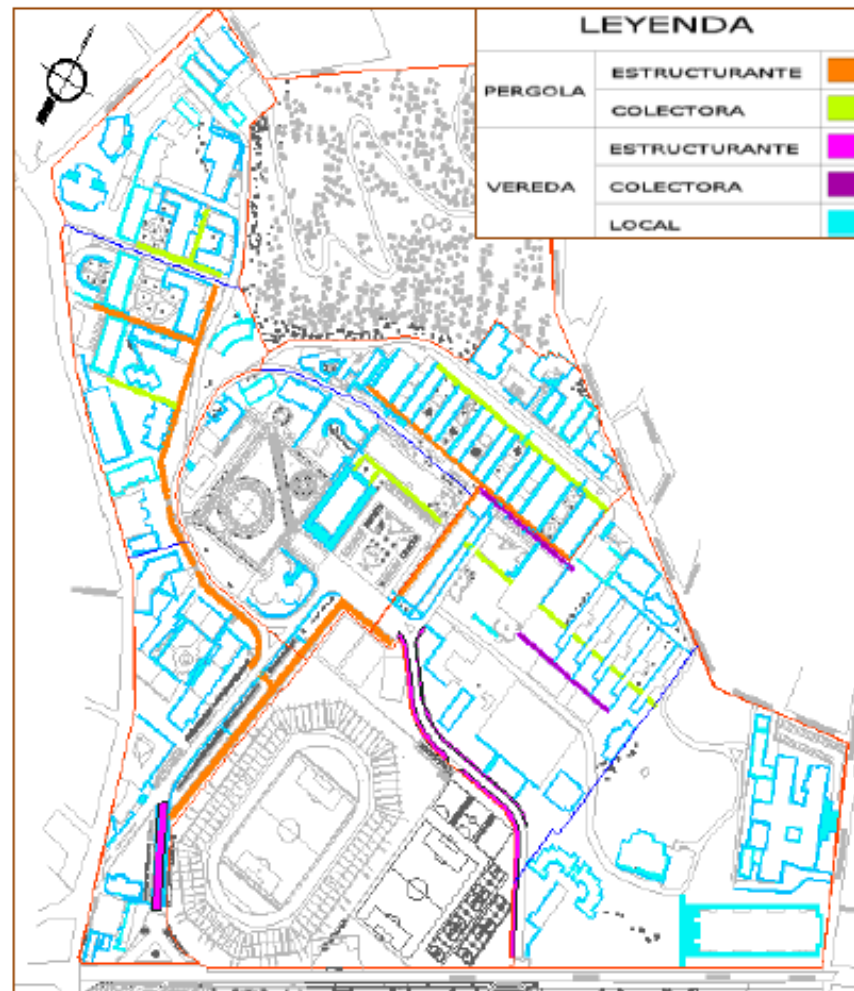 LEYENDA
PERGOLA
ESTRUCTURANTE
COLECTORA
VEREDA
ESTRUCTURANTE
COLECTORA
LOCAL